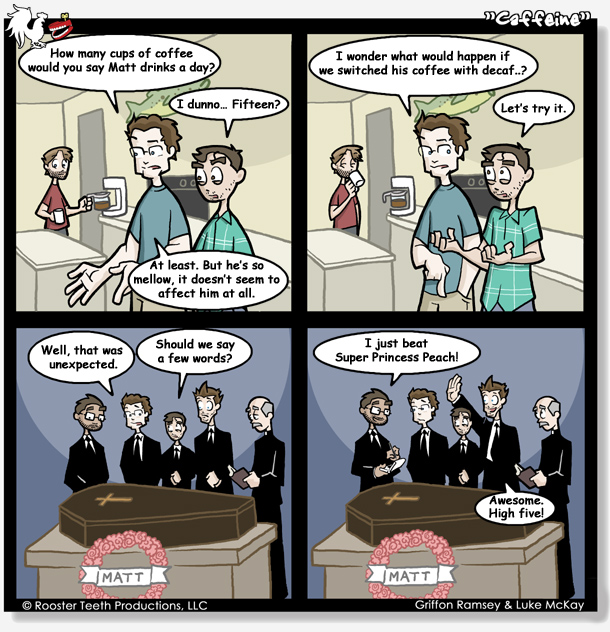 "Caffeine"
How many cups of coffee
would you say Matt drinks a day?
I dunno... Fifteen?
At least. But he's so
mellow, it doesn't seem to
affect him at all.
I wonder what would happen if
we switched his coffee with decaf..?
Let's try it.
Well, that was
unexpected.
Should we say
a few words?
MATT
I just beat
Super Princess Peach!
Awesome.
High five!
MATT
© Rooster Teeth Productions, LLC
Griffon Ramsey & Luke McKay